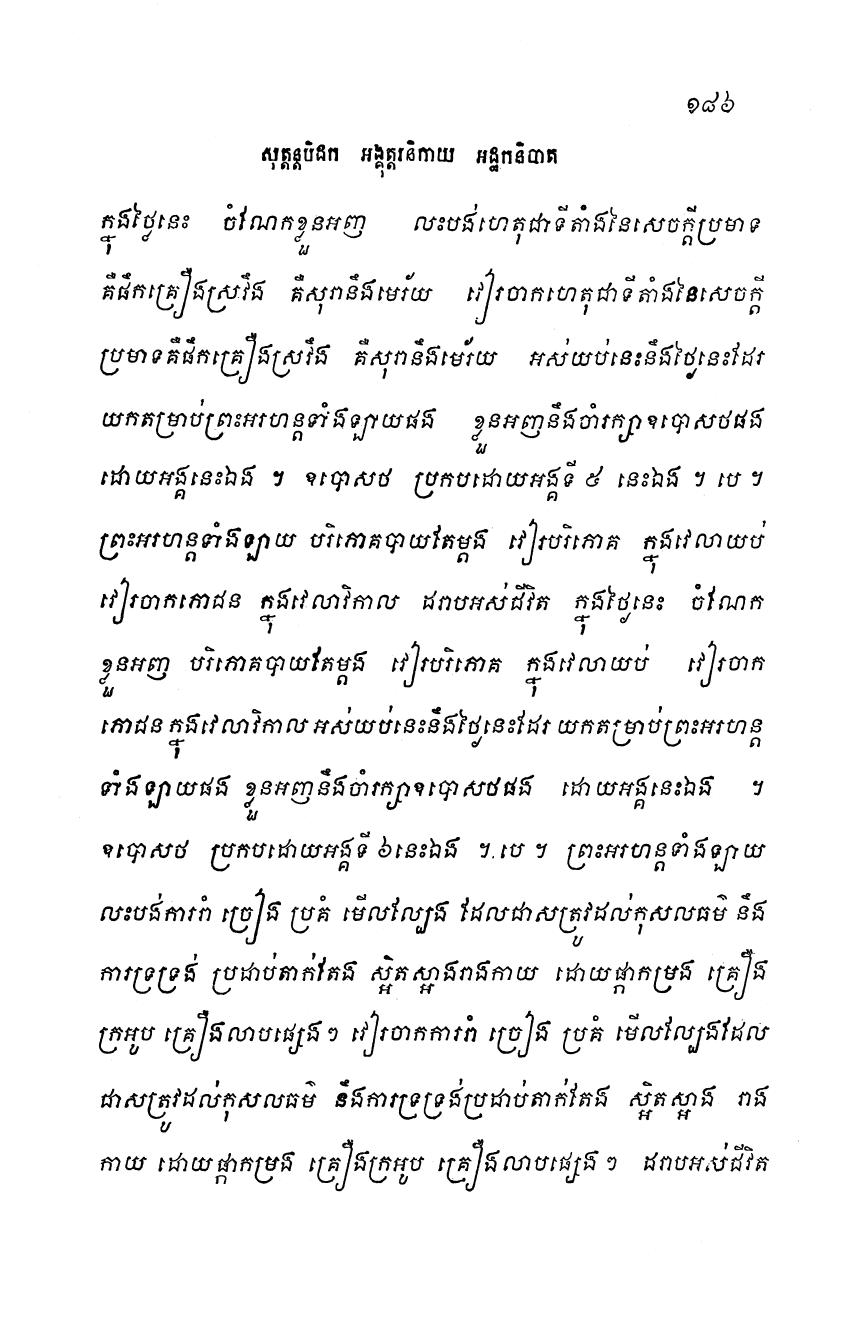 ១៨៦
សុត្តន្តបិដក អង្គុត្តរនិកាយ អដ្ឋកនិបាត
ក្នុងថ្ងៃនេះ ចំណែកខ្លួនអញ លះបង់ហេតុជាទីតាំងនៃសេចក្តីប្រមាទ
គឺផឹកគ្រឿងស្រវឹង គឺសុរានឹងមេរ័យ វៀរចាកហេតុជាទីតាំងនៃសេចក្តី
ប្រមាទគឺផឹកគ្រឿងស្រវឹង គឺសុរានឹងមេរ័យ អស់យប់នេះនឹងថ្ងៃនេះដែរ
យកតម្រាប់ព្រះអរហន្តទាំងឡាយផង ខ្លួនអញនឹងចាំរក្សាឧបោសថផង
ដោយអង្គនេះឯង ។ ឧបោសថ ប្រកបដោយអង្គទី ៥ នេះឯង ។ បេ ។
ព្រះអរហន្តទាំងឡាយ បរិភោគបាយតែម្តង វៀរបរិភោគ ក្នុងវេលាយប់
វៀរចាកភោជន ក្នុងវេលាវិកាល ដរាបអស់ជីវិត ក្នុងថ្ងៃនេះ ចំណែក
ខ្លួនអញ បរិភោគបាយតែម្តង វៀរបរិភោគ ក្នុងវេលាយប់ វៀរចាក
ភោជនក្នុងវេលាវិកាល អស់យប់នេះនឹងថ្ងៃនេះដែរ យកតម្រាប់ព្រះអរហន្ត
ទាំងឡាយផង ខ្លួនអញនឹងចាំរក្សាឧបោសថផង ដោយអង្គនេះឯង ។
ឧបោសថ ប្រកបដោយអង្គទី ៦នេះឯង ។ បេ ។ ព្រះអរហន្តទាំងឡាយ
លះបង់ការរាំ ច្រៀង ប្រគំ មើលល្បែង ដែលជាសត្រូវដល់កុសលធម៌ នឹង
ការទ្រទ្រង់ ប្រដាប់តាក់តែង ស្អិតស្អាងរាងកាយ ដោយផ្កាកម្រង គ្រឿង
ក្រអូប គ្រឿងលាបផ្សេងៗ វៀរចាកការរាំ ច្រៀង ប្រគំ មើលល្បែងដែល
ជាសត្រូវដល់កុសលធម៌ នឹងការទ្រទ្រង់ប្រដាប់តាក់តែង ស្អិតស្អាង រាង
កាយ ដោយផ្កាកម្រង គ្រឿងក្រអូប គ្រឿងលាបផ្សេងៗ ដរាបអស់ជីវិត